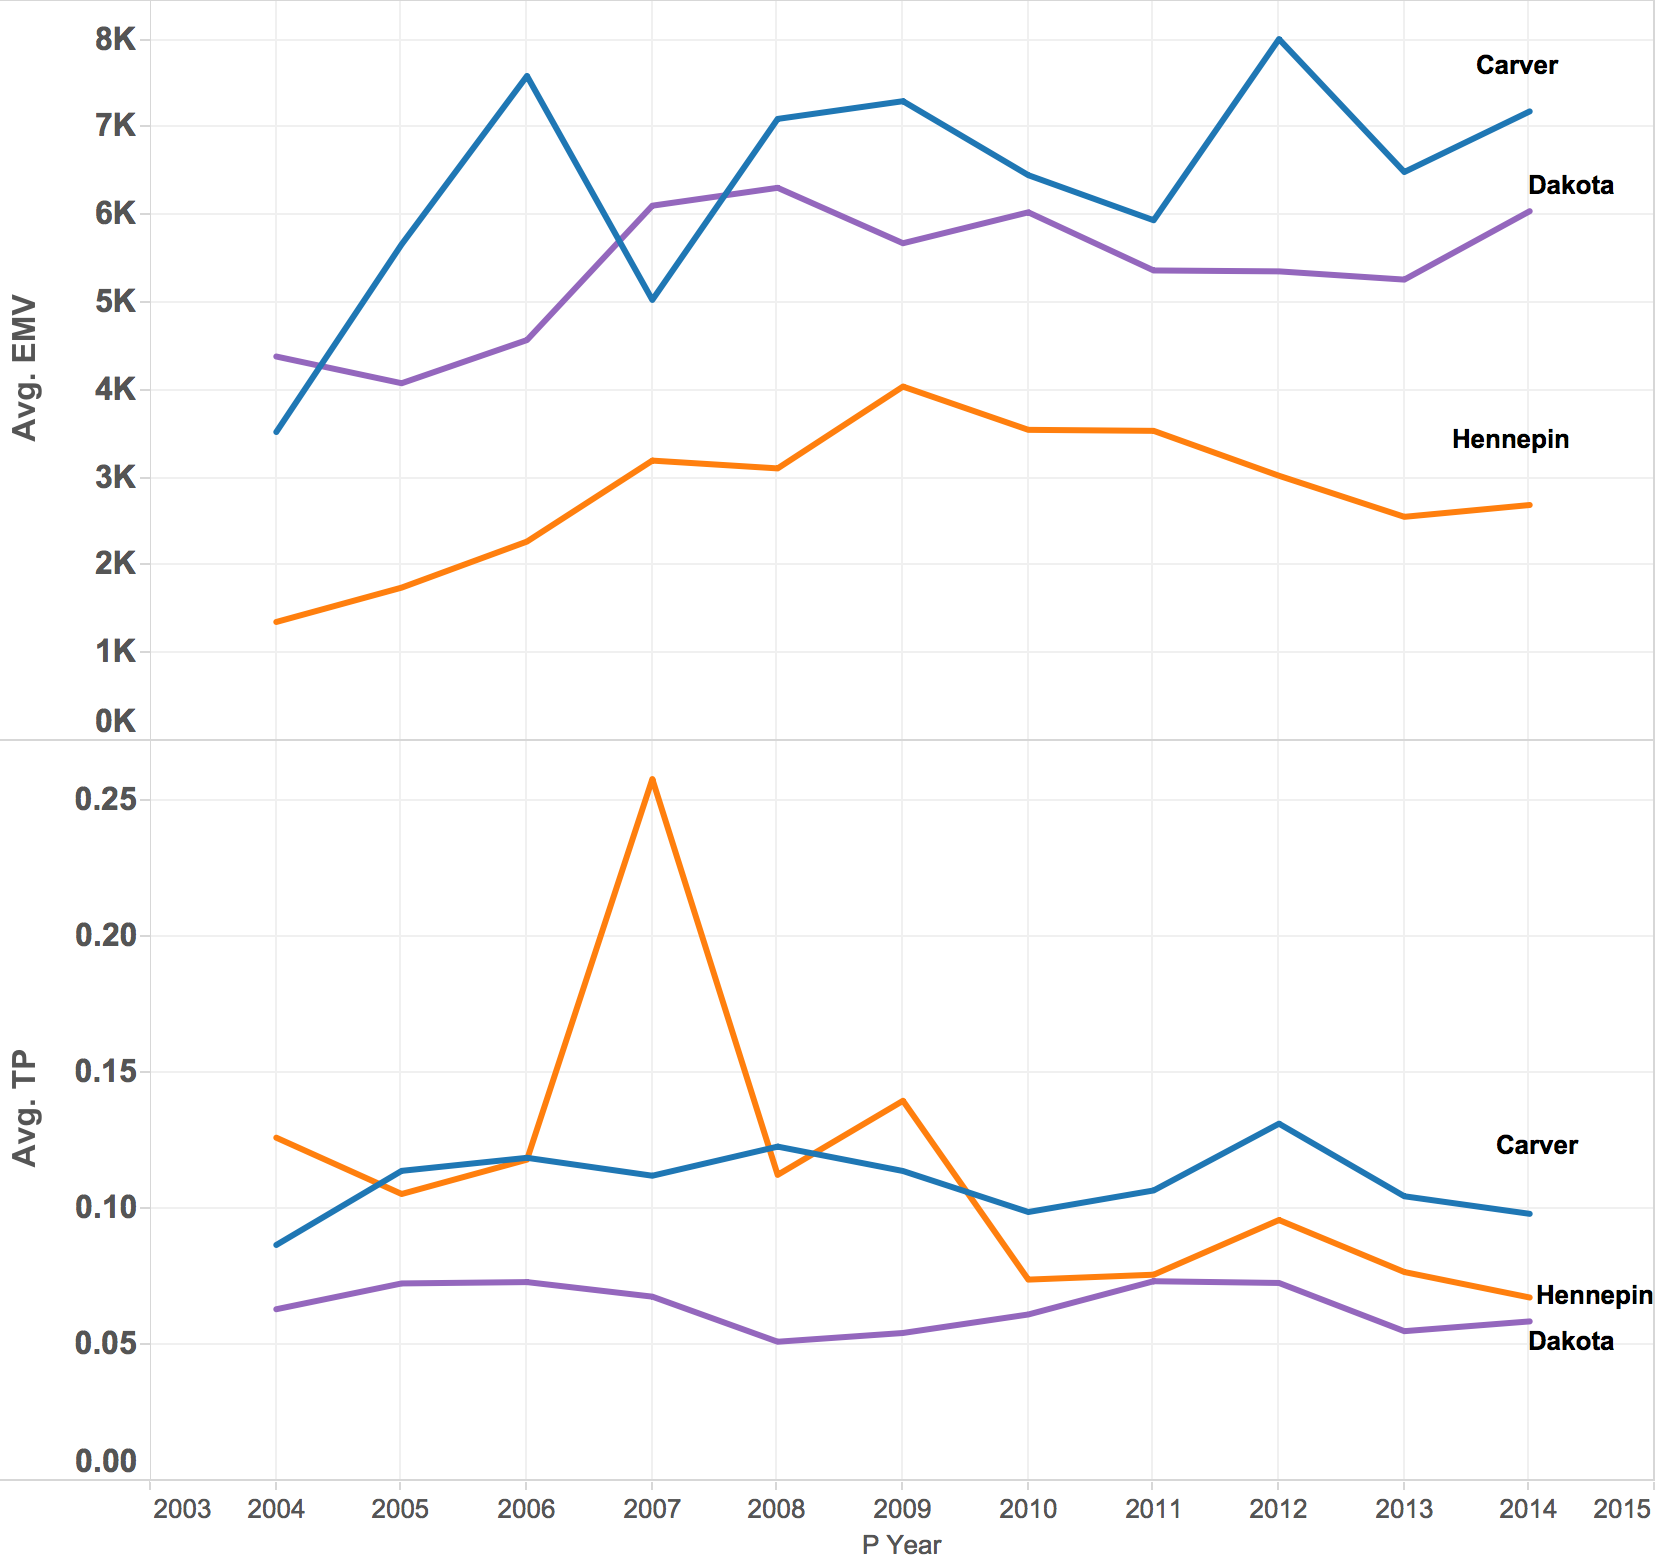 8K
Carver
7K
Dakota
6K
5K
Avg. EMV
4K
Hennepin
3K
2K
1K
0K
0.25
0.20
0.15
Avg. TP
Carver
0.10
Hennepin
0.05
Dakota
0.00
2003 2004 2005 2006 2007 2008 2009 2010 2011 2012 2013 2014 2015
P Year